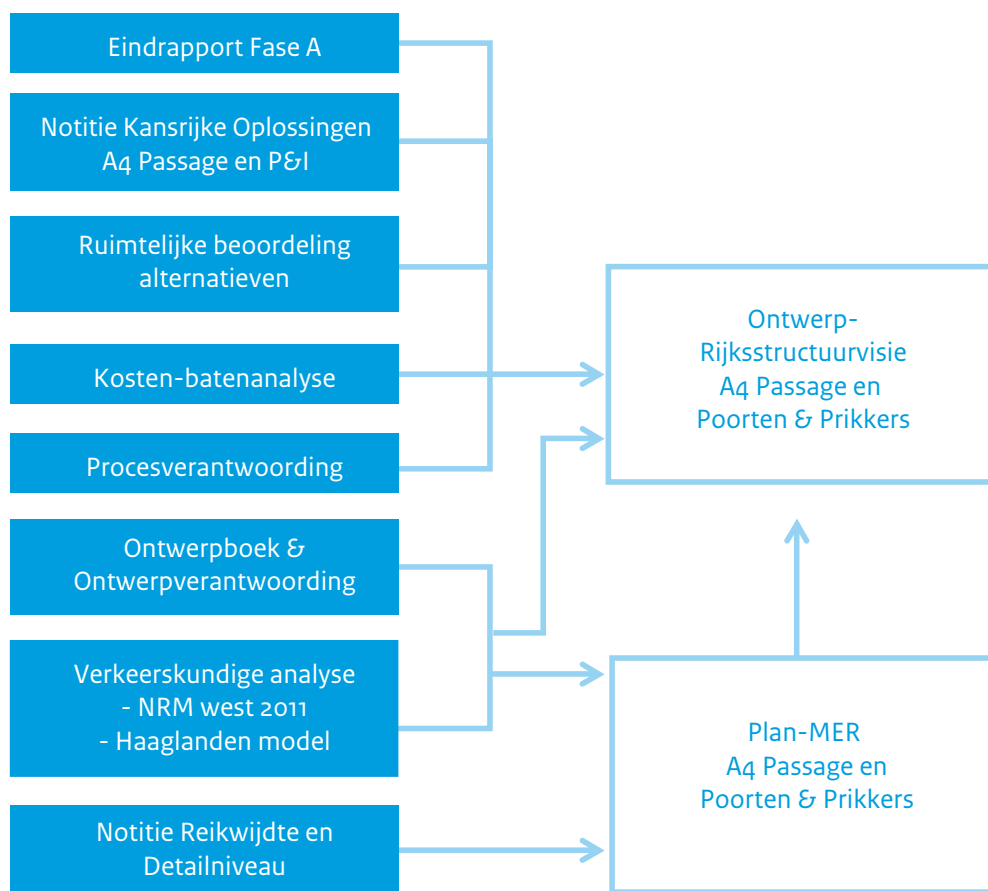 Eindrapport Fase A
Notitie Kansrijke Oplossingen
A4 Passage en P&I
Ruimtelijke beoordeling
alternatieven
Kosten-batenanalyse
Procesverantwoording
Ontwerpboek &
Ontwerpverantwoording
Verkeerskundige analyse
- NRM west 2011
- Haaglanden model
Notitie Reikwijdte en
Detailniveau
Ontwerp-
Rijksstructuurvisie
A4 Passage en
Poorten & Prikkers
Plan-MER
A4 Passage en
Poorten & Prikkers